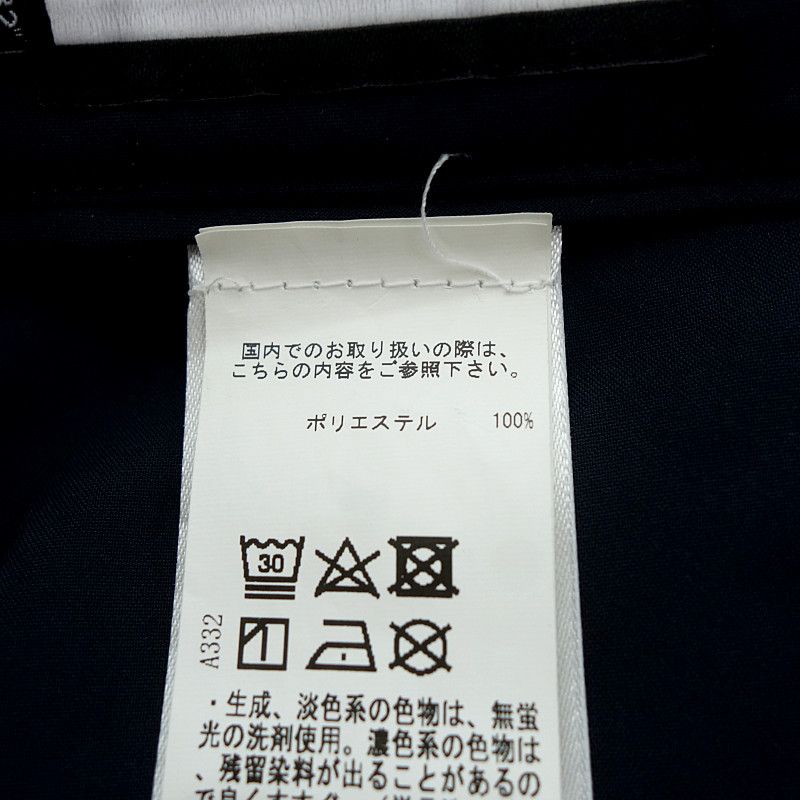 32"
国内でのお取り扱いの際は、
こちらの内容をご参照下さい。
ポリエステル 100%
30
A332
・生成、淡色系の色物は、無蛍
光の洗剤使用。濃色系の色物は
、残留染料が出ることがあるの